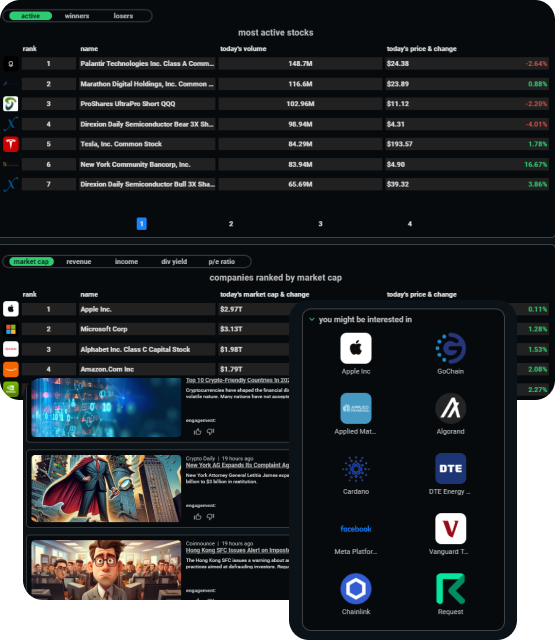 active winners losers
most active stocks
rank name today's volume today's price & change
1 Palantir Technologies Inc. Class A Comm... 148.7M $24.38 -2.64%
2 Marathon Digital Holdings, Inc. Common ... 116.6M $23.89 0.88%
3 ProShares UltraPro Short QQQ 102.96M $11.12 -2.20%
4 Direxion Daily Semiconductor Bear 3X Sh... 98.94M $4.31 -4.01%
5 Tesla, Inc. Common Stock 84.29M $193.57 1.78%
6 New York Community Bancorp, Inc. 83.94M $4.90 16.67%
7 Direxion Daily Semiconductor Bull 3X Sha... 65.69M $39.32 3.86%
1 2 3 4
market cap revenue income div yield p/e ratio
companies ranked by market cap
rank name today's market cap & change today's price & change
1 Apple Inc. $2.97T 0.11%
2 Microsoft Corp $3.13T 1.28%
3 Alphabet Inc. Class C Capital Stock $1.98T 1.53%
4 Amazon.Com Inc $1.79T 2.08%
2.27%
Top 10 Crypto-Friendly Countries In 202
Cryptocurrencies have shaped the financial
volatile nature. Many nations have not accept
engagement:
Crypto Daily | 19 hours ago
New York AG Expands Its Complaint Ag
New York Attorney General Letitia James expa
billion to $3 billion in restitution.
engagement:
Coinnounce | 19 hours ago
Hong Kong SFC Issues Alert on Impost
The Hong Kong SFC issues a warning about
practices aimed at defrauding investors. Requ
engagement:
you might be interested in
Apple Inc GoChain
APPLIED MATERIALS
Applied Mat... Algorand
DTE
Cardano DTE Energy ...
facebook V
Meta Platfor... Vanguard T...
Chainlink Request